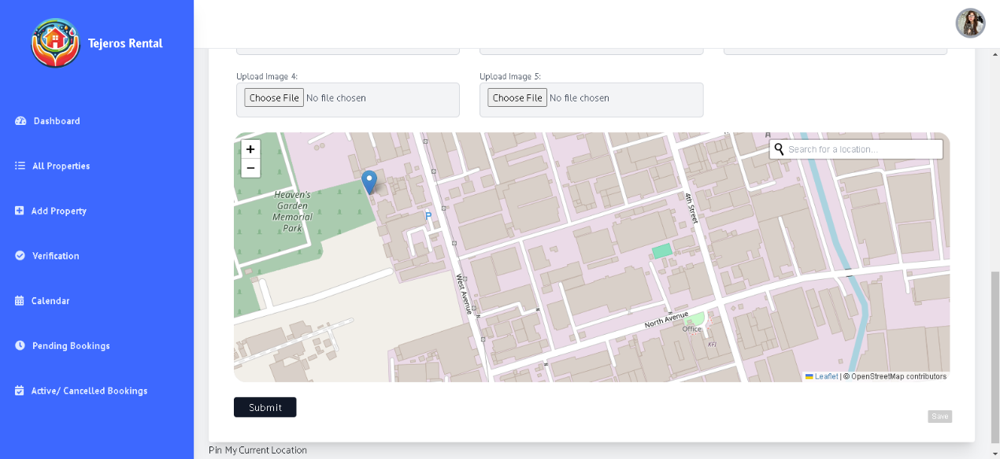 Tejeros Rental
Dashboard
All Properties
Add Property
Verification
Calendar
Pending Bookings
Active/ Cancelled Bookings
Upload Image 4:
Upload Image 5:
Choose File No file chosen
Choose File No file chosen
+
−
Search for a location...
Heaven's
Garden
Memorial
Park
P
4th Street
West Avenue
North Avenue
Office
KFI
Leaflet | © OpenStreetMap contributors
Submit
Save
Pin My Current Location